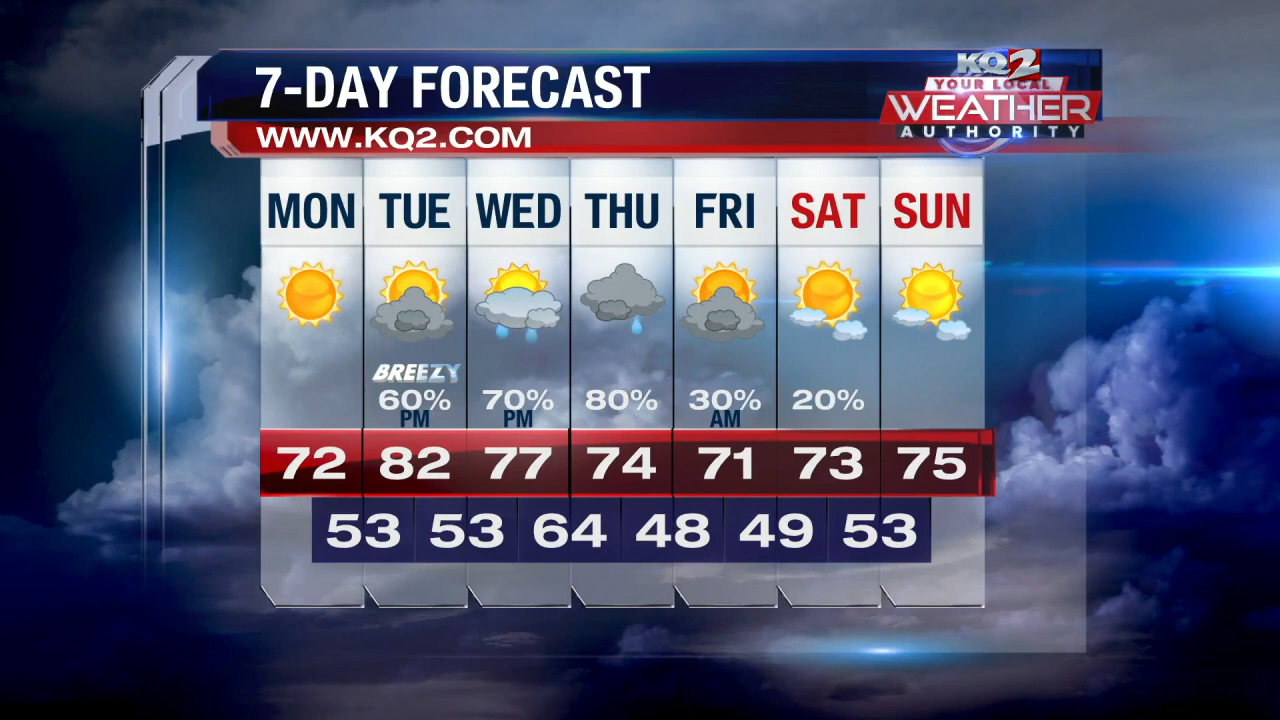 7-DAY FORECAST
KQ2
YOUR LOCAL
WEATHER
AUTHORITY
WWW.KQ2.COM
MON TUE WED THU FRI SAT SUN
BREEZY
60% 70% 80% 30% 20%
PM PM AM
72 82 77 74 71 73 75
53 53 64 48 49 53